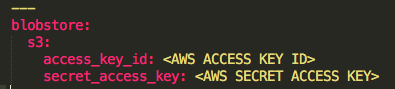 ---
blobstore:
  s3:
    access_key_id: <AWS ACCESS KEY ID>
    secret_access_key: <AWS SECRET ACCESS KEY>